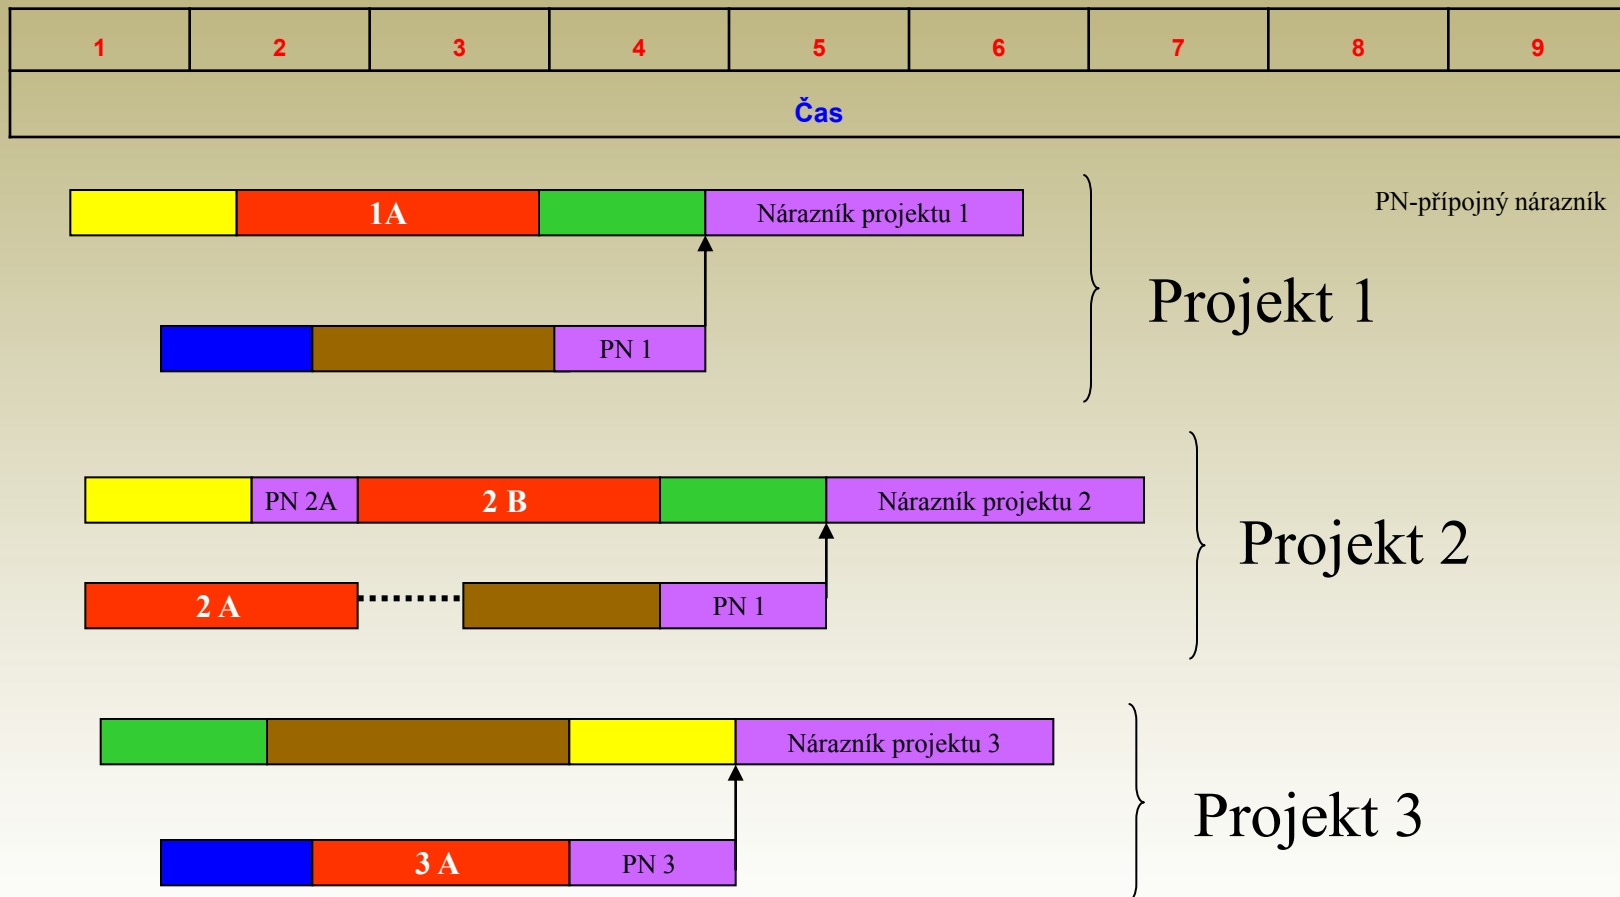 1 2 3 4 5 6 7 8 9
Čas
1A
Nárazník projektu 1
PN-přípojný nárazník
Projekt 1
PN 1
PN 2A
2 B
Nárazník projektu 2
Projekt 2
2 A
PN 1
Nárazník projektu 3
Projekt 3
3 A
PN 3